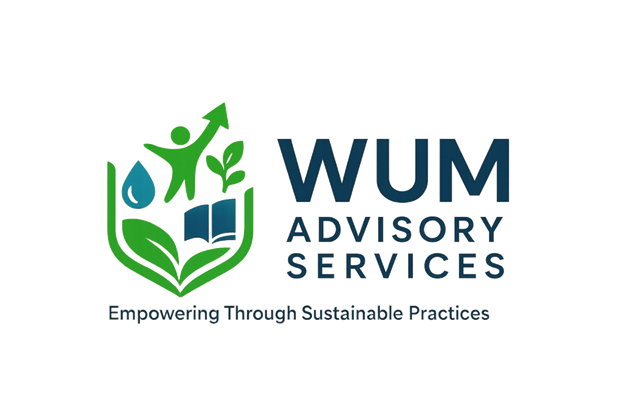 WUM
ADVISORY
SERVICES
Empowering Through Sustainable Practices